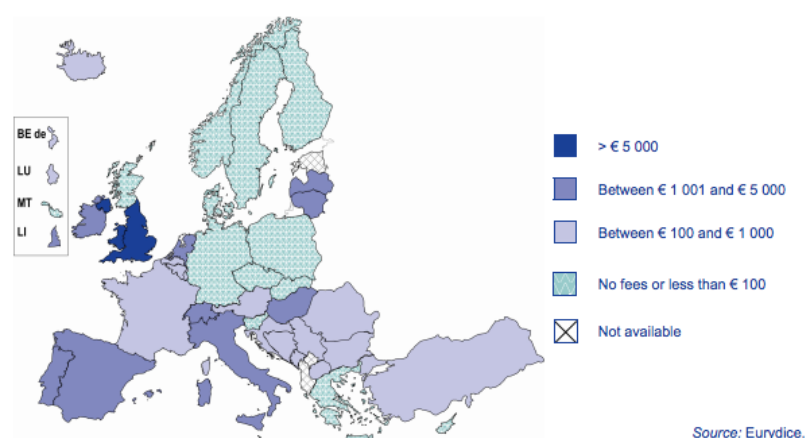 BE de
LU
MT
LI
> € 5 000
Between € 1 001 and € 5 000
Between € 100 and € 1 000
No fees or less than € 100
Not available
Source: Eurydice.